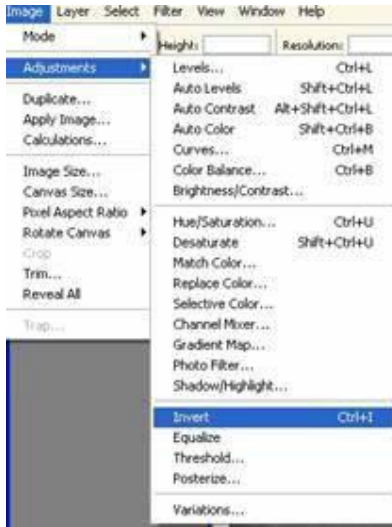 Image Layer Select Filter View Window Help
Height: Resolution:
Mode
Adjustments
Duplicate...
Apply Image...
Calculations...
Image Size...
Canvas Size...
Pixel Aspect Ratio
Rotate Canvas
Crop
Trim...
Reveal All
Trap...
Levels... Ctrl+L
Auto Levels Shift+Ctrl+L
Auto Contrast Alt+Shift+Ctrl+L
Auto Color Shift+Ctrl+B
Curves... Ctrl+M
Color Balance... Ctrl+B
Brightness/Contrast...
Hue/Saturation... Ctrl+U
Desaturate Shift+Ctrl+U
Match Color...
Replace Color...
Selective Color...
Channel Mixer...
Gradient Map...
Photo Filter...
Shadow/Highlight...
Invert Ctrl+I
Equalize
Threshold...
Posterize...
Variations...